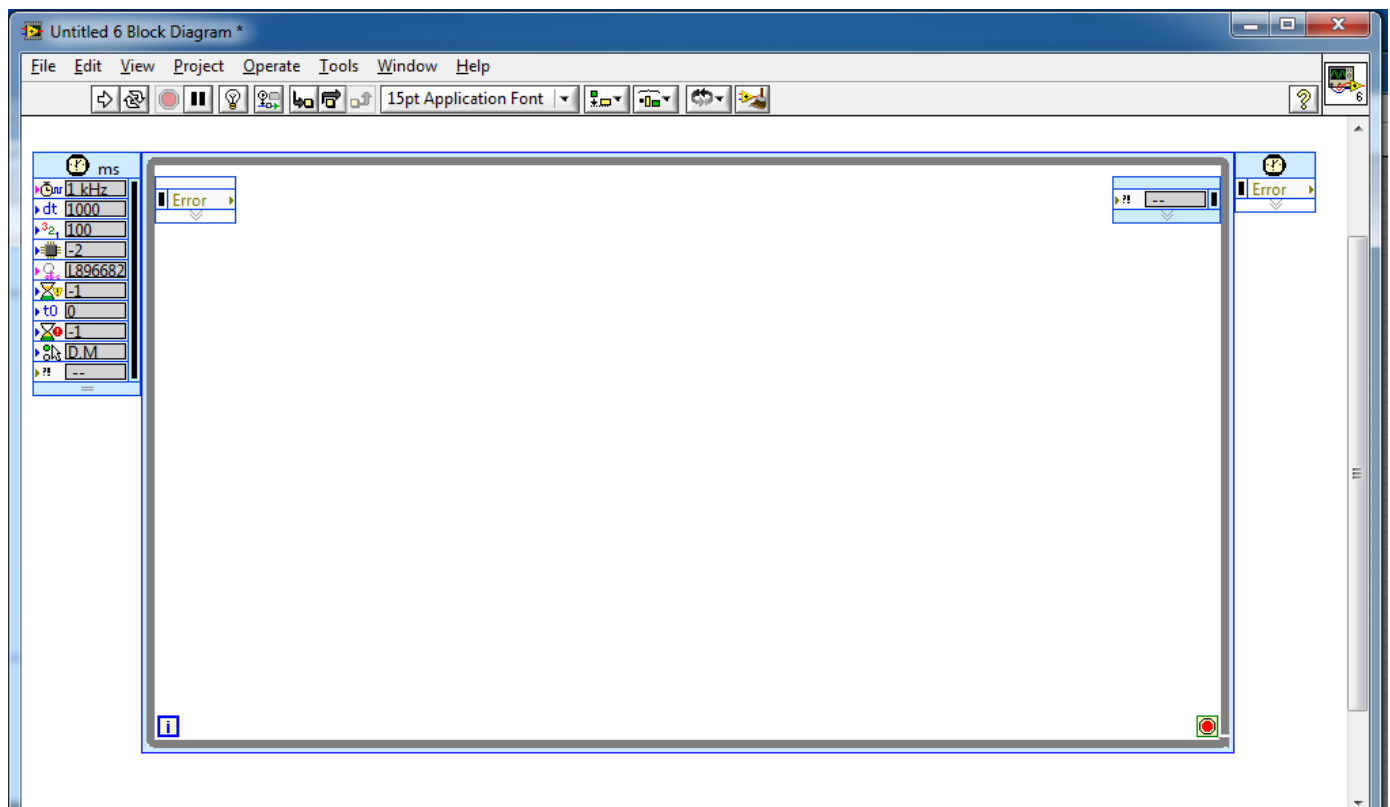 Untitled 6 Block Diagram *
File Edit View Project Operate Tools Window Help
15pt Application Font
6
ms
1 kHz
dt 1000
100
-2
L896682
-1
t0 0
-1
D.M
?! --
Error
?! --
Error
i